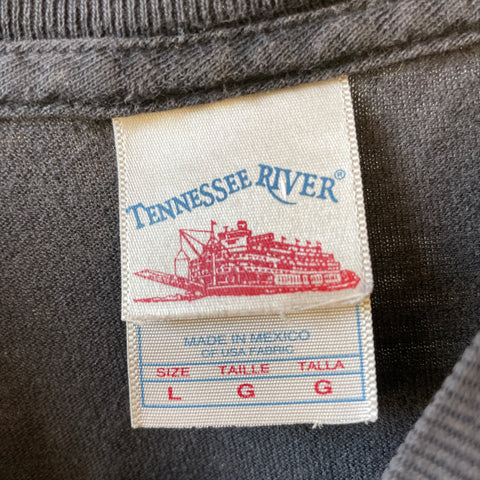 TENNESSEE RIVER®
MADE IN MEXICO
OF USA FABRIC
SIZE TAILLE TALLA
L G G